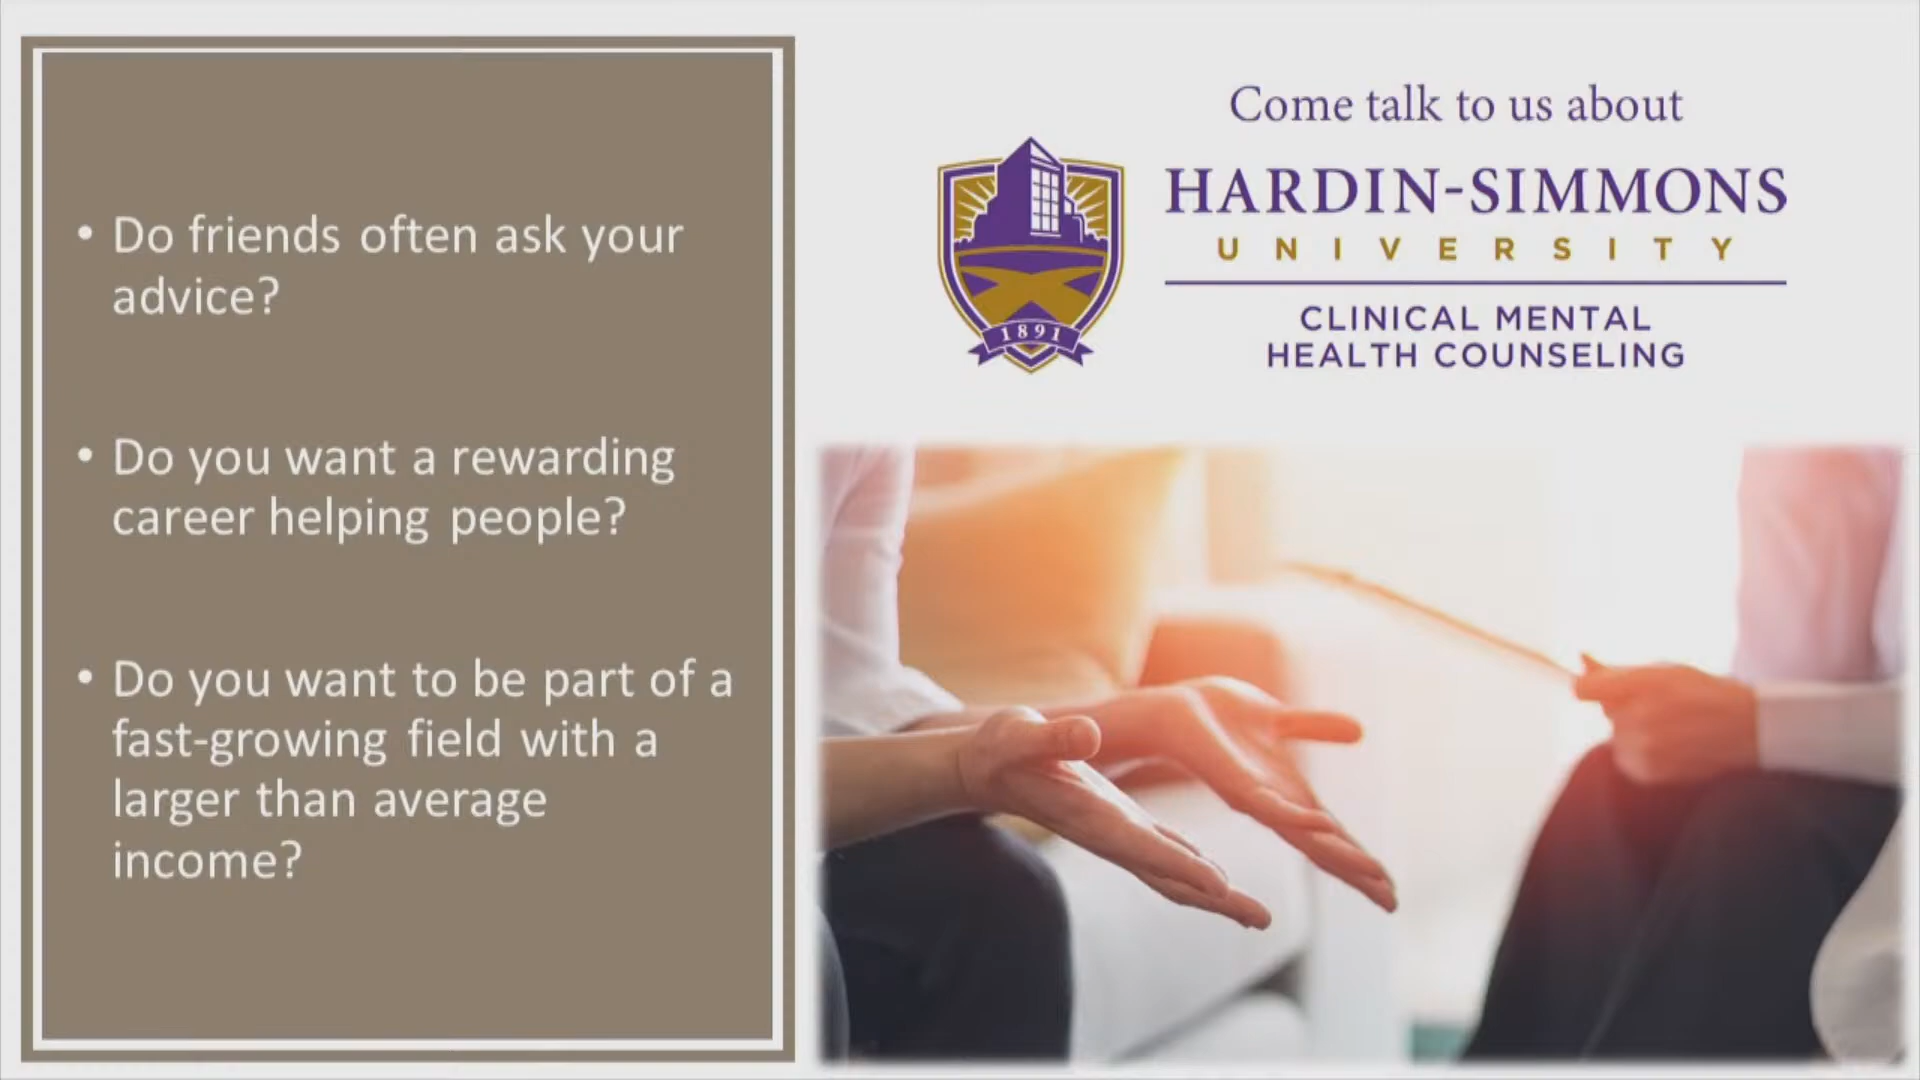 • Do friends often ask your
advice?
• Do you want a rewarding
career helping people?
• Do you want to be part of a
fast-growing field with a
larger than average
income?
Come talk to us about
HARDIN-SIMMONS
UNIVERSITY
CLINICAL MENTAL
HEALTH COUNSELING
1891